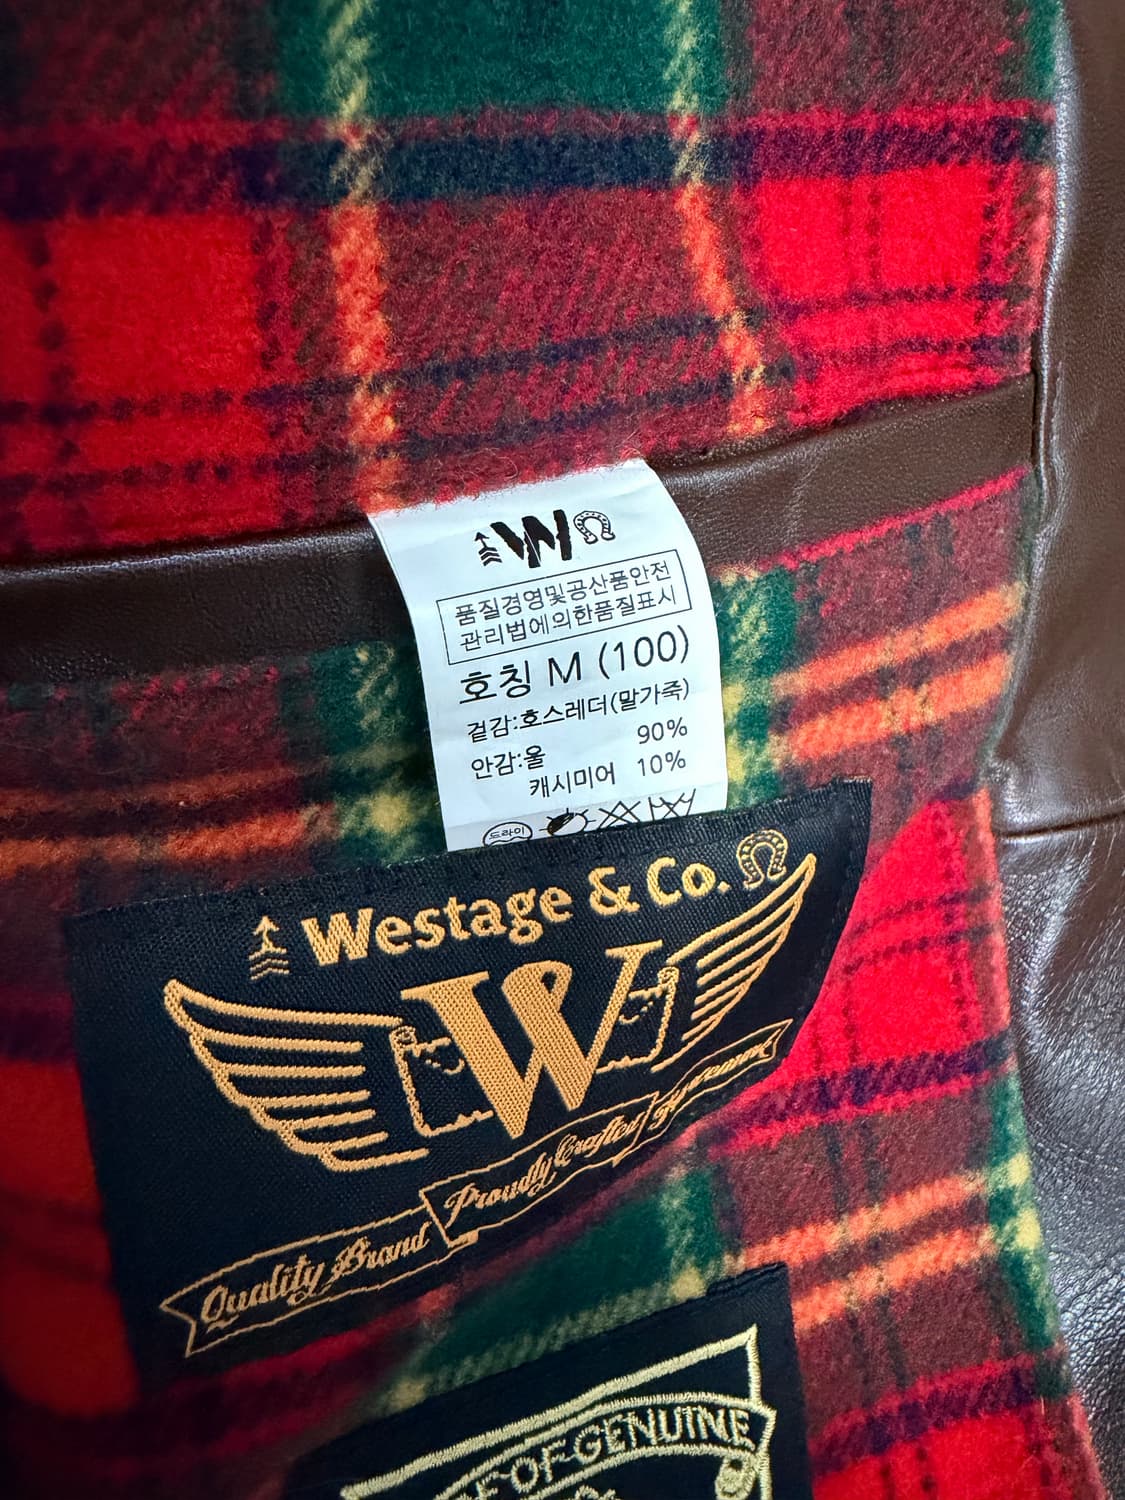 W
품질경영및공산품안전
관리법에의한품질표시
호칭 M (100)
겉감:호스레더(말가죽)
안감:울 90%
캐시미어 10%
드라이
Westage & Co.
W
Quality Brand Proudly Crafted
OF·GENUINE